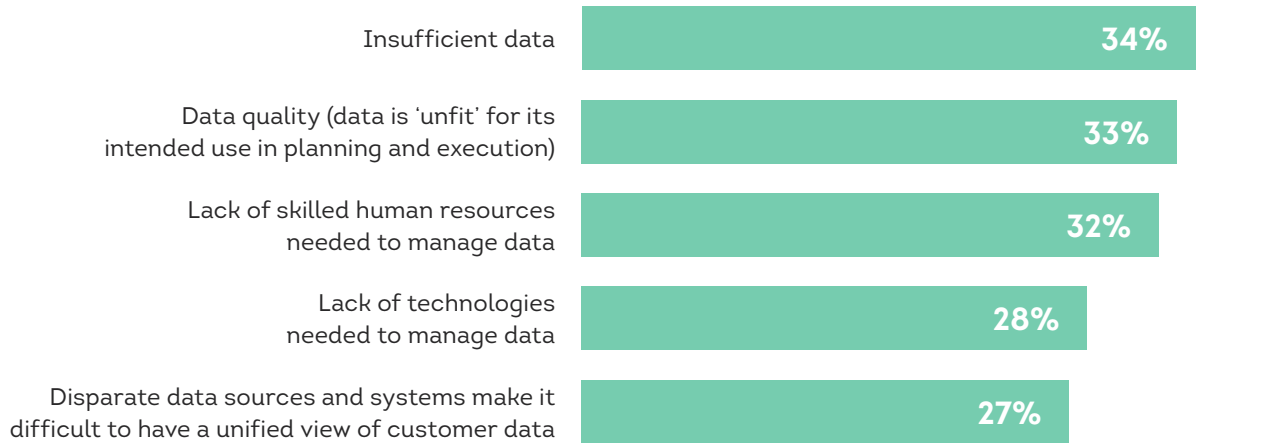 Insufficient data
34%
Data quality (data is ‘unfit’ for its
intended use in planning and execution)
33%
Lack of skilled human resources
needed to manage data
32%
Lack of technologies
needed to manage data
28%
Disparate data sources and systems make it
difficult to have a unified view of customer data
27%